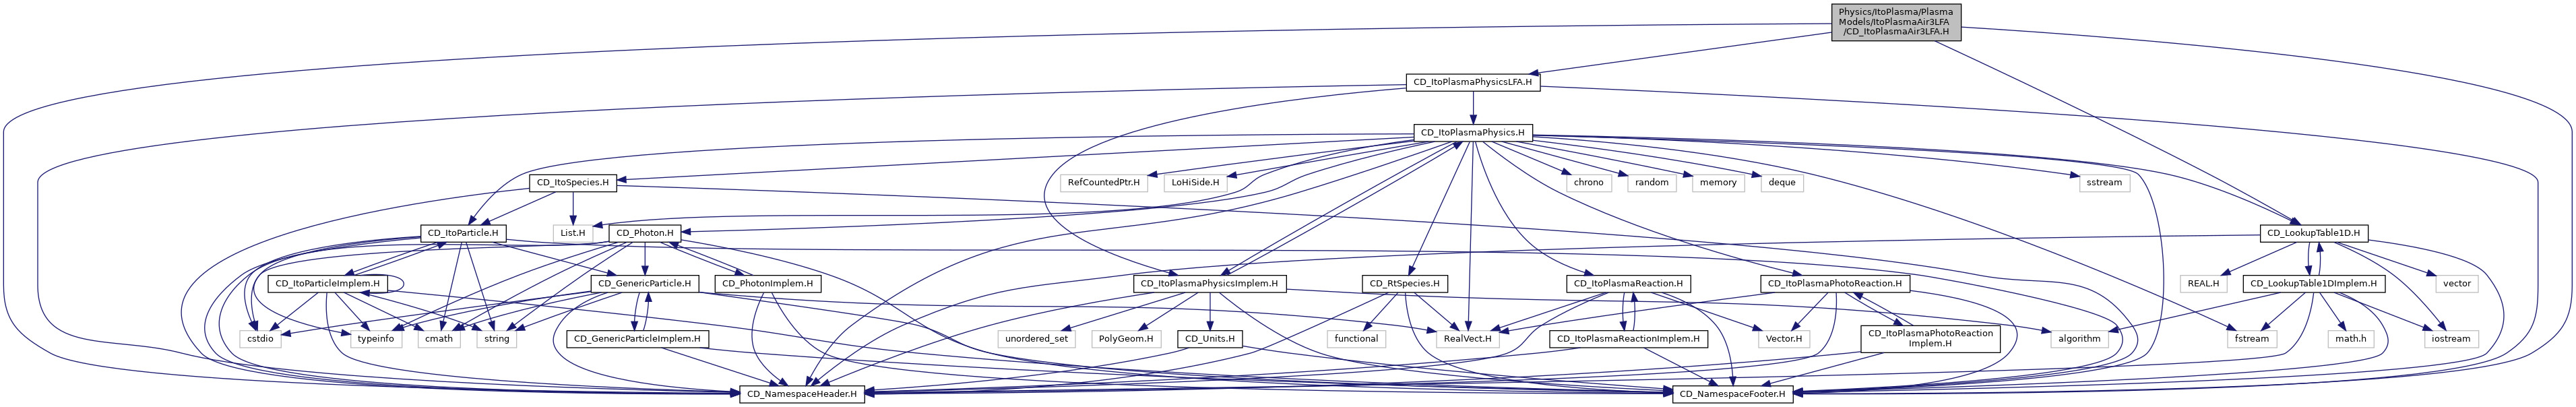 Physics/ItoPlasma/Plasma
Models/ItoPlasmaAir3LFA
/CD_ItoPlasmaAir3LFA.H
CD_ItoPlasmaPhysicsLFA.H
CD_ItoPlasmaPhysics.H
CD_ItoSpecies.H
RefCountedPtr.H
LoHiSide.H
chrono
random
memory
deque
sstream
CD_ItoParticle.H
List.H
CD_Photon.H
CD_LookupTable1D.H
CD_ItoParticleImplem.H
CD_GenericParticle.H
CD_PhotonImplem.H
CD_ItoPlasmaPhysicsImplem.H
CD_RtSpecies.H
CD_ItoPlasmaReaction.H
CD_ItoPlasmaPhotoReaction.H
REAL.H
CD_LookupTable1DImplem.H
vector
cstdio
typeinfo
cmath
string
CD_GenericParticleImplem.H
unordered_set
PolyGeom.H
CD_Units.H
functional
RealVect.H
CD_ItoPlasmaReactionImplem.H
Vector.H
CD_ItoPlasmaPhotoReaction
Implem.H
algorithm
fstream
math.h
iostream
CD_NamespaceHeader.H
CD_NamespaceFooter.H